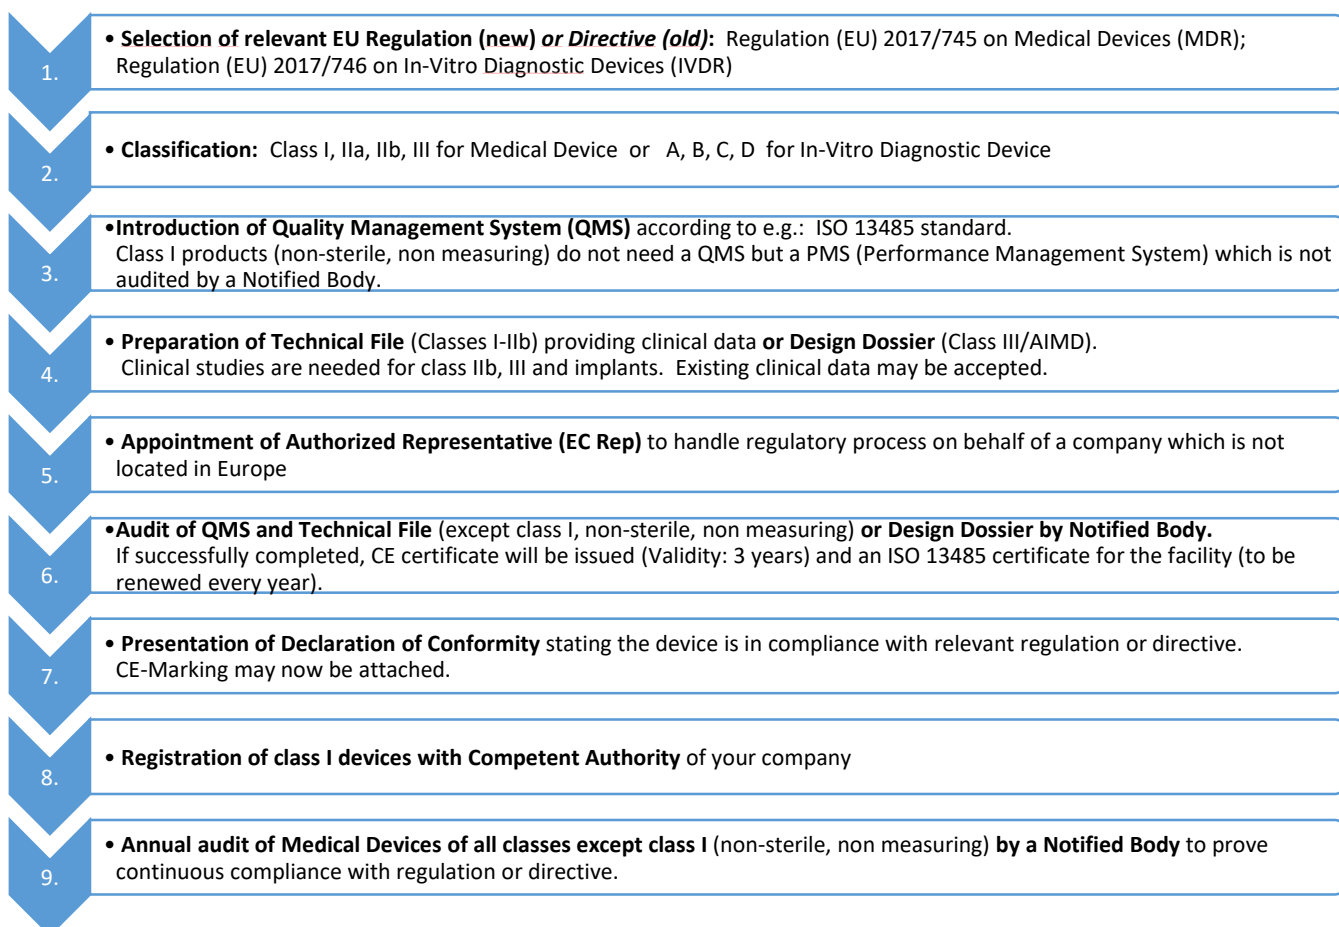 1.
• Selection of relevant EU Regulation (new) or Directive (old): Regulation (EU) 2017/745 on Medical Devices (MDR);
Regulation (EU) 2017/746 on In-Vitro Diagnostic Devices (IVDR)
2.
• Classification: Class I, IIa, IIb, III for Medical Device or A, B, C, D for In-Vitro Diagnostic Device
3.
•Introduction of Quality Management System (QMS) according to e.g.: ISO 13485 standard.
Class I products (non-sterile, non measuring) do not need a QMS but a PMS (Performance Management System) which is not
audited by a Notified Body.
4.
• Preparation of Technical File (Classes I-IIb) providing clinical data or Design Dossier (Class III/AIMD).
Clinical studies are needed for class IIb, III and implants. Existing clinical data may be accepted.
5.
• Appointment of Authorized Representative (EC Rep) to handle regulatory process on behalf of a company which is not
located in Europe
6.
•Audit of QMS and Technical File (except class I, non-sterile, non measuring) or Design Dossier by Notified Body.
If successfully completed, CE certificate will be issued (Validity: 3 years) and an ISO 13485 certificate for the facility (to be
renewed every year).
7.
• Presentation of Declaration of Conformity stating the device is in compliance with relevant regulation or directive.
CE-Marking may now be attached.
8.
• Registration of class I devices with Competent Authority of your company
9.
• Annual audit of Medical Devices of all classes except class I (non-sterile, non measuring) by a Notified Body to prove
continuous compliance with regulation or directive.